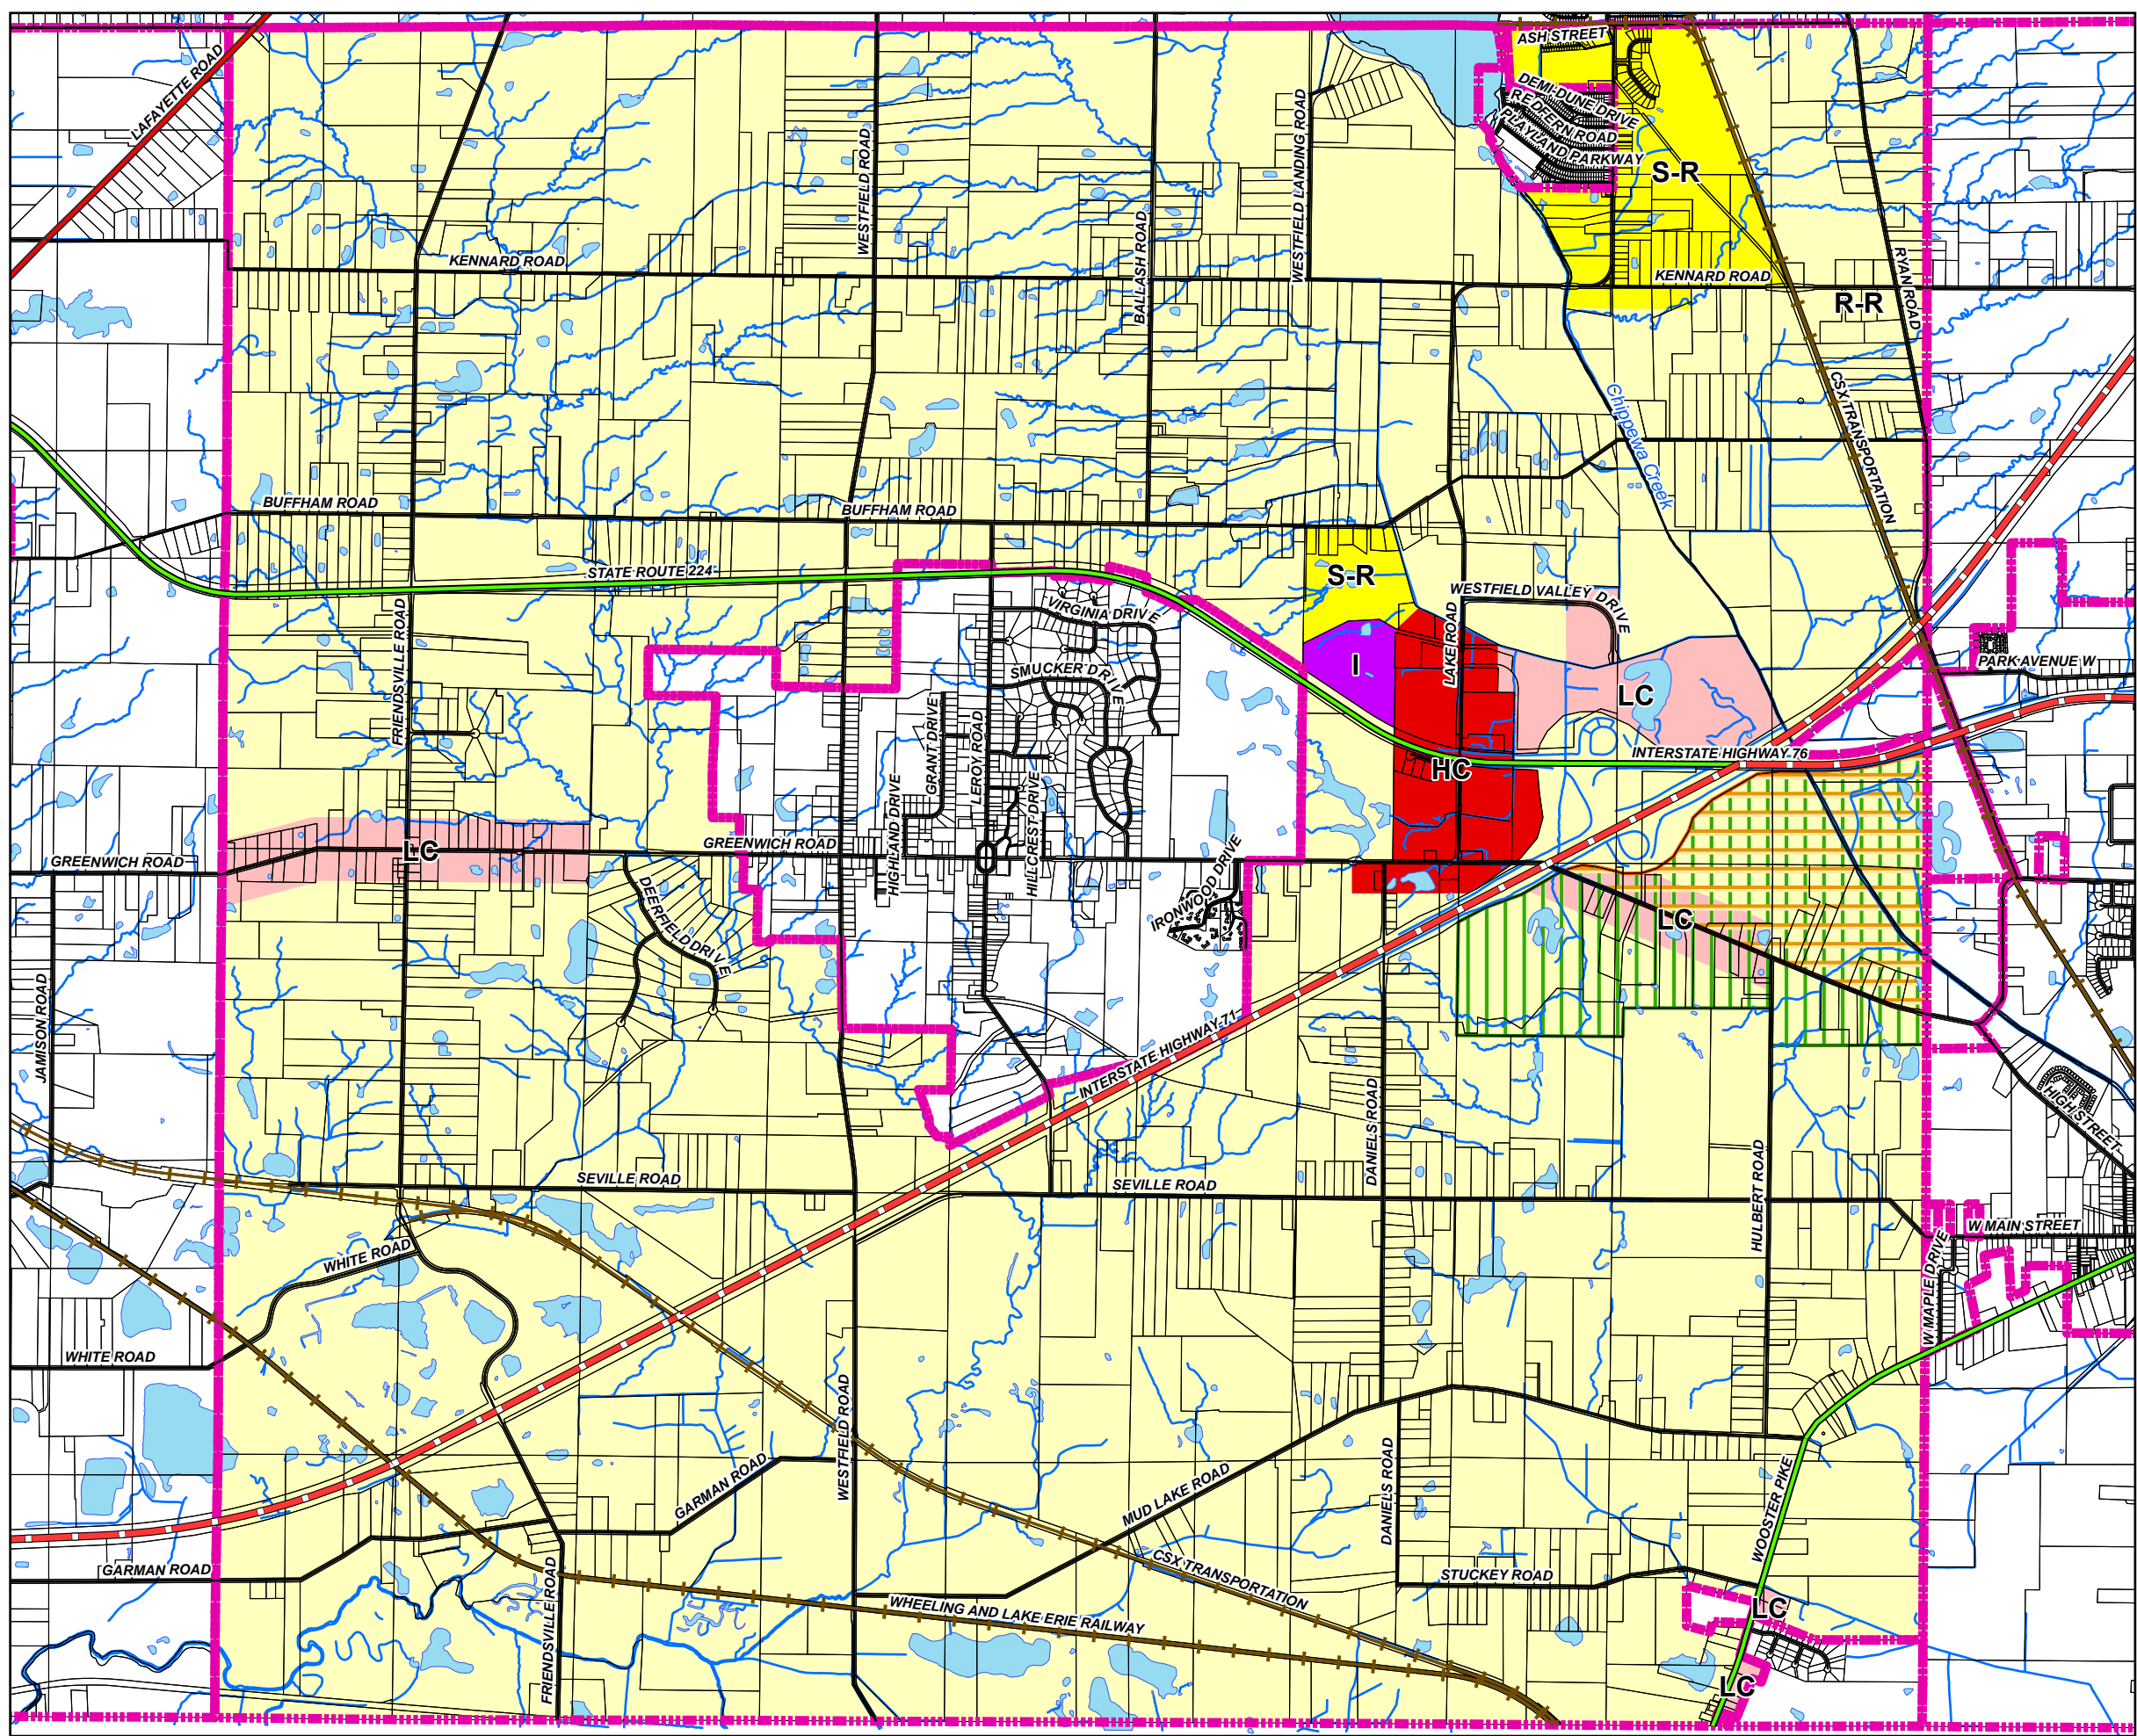 ASH STREET
LAFAYETTE ROAD
DEMI DUNE DRIVE
REDFERN ROAD
PLAYLAND PARKWAY
WESTFIELD ROAD
WESTFIELD LANDING ROAD
S-R
BALLASH ROAD
KENNARD ROAD
KENNARD ROAD
RYAN ROAD
R-R
CSX TRANSPORTATION
Chippewa Creek
BUFFHAM ROAD
BUFFHAM ROAD
STATE ROUTE 224
S-R
WESTFIELD VALLEY DRIVE
VIRGINIA DRIVE
FRIENDSVILLE ROAD
LAKE ROAD
I
PARK AVENUE W
SMUCKER DRIVE
LC
GRANT DRIVE
LEROY ROAD
HC
INTERSTATE HIGHWAY 76
HIGHLAND DRIVE
HILLCREST DRIVE
GREENWICH ROAD
LC
GREENWICH ROAD
IRONWOOD DRIVE
DEERFIELD DRIVE
LC
JAMISON ROAD
INTERSTATE HIGHWAY 71
DANIELS ROAD
HIGH STREET
SEVILLE ROAD
SEVILLE ROAD
HULBERT ROAD
W MAIN STREET
WHITE ROAD
W MAPLE DRIVE
WHITE ROAD
WESTFIELD ROAD
GARMAN ROAD
MUD LAKE ROAD
DANIELS ROAD
WOOSTER PIKE
GARMAN ROAD
CSX TRANSPORTATION
STUCKEY ROAD
FRIENDSVILLE ROAD
WHEELING AND LAKE ERIE RAILWAY
LC
LC